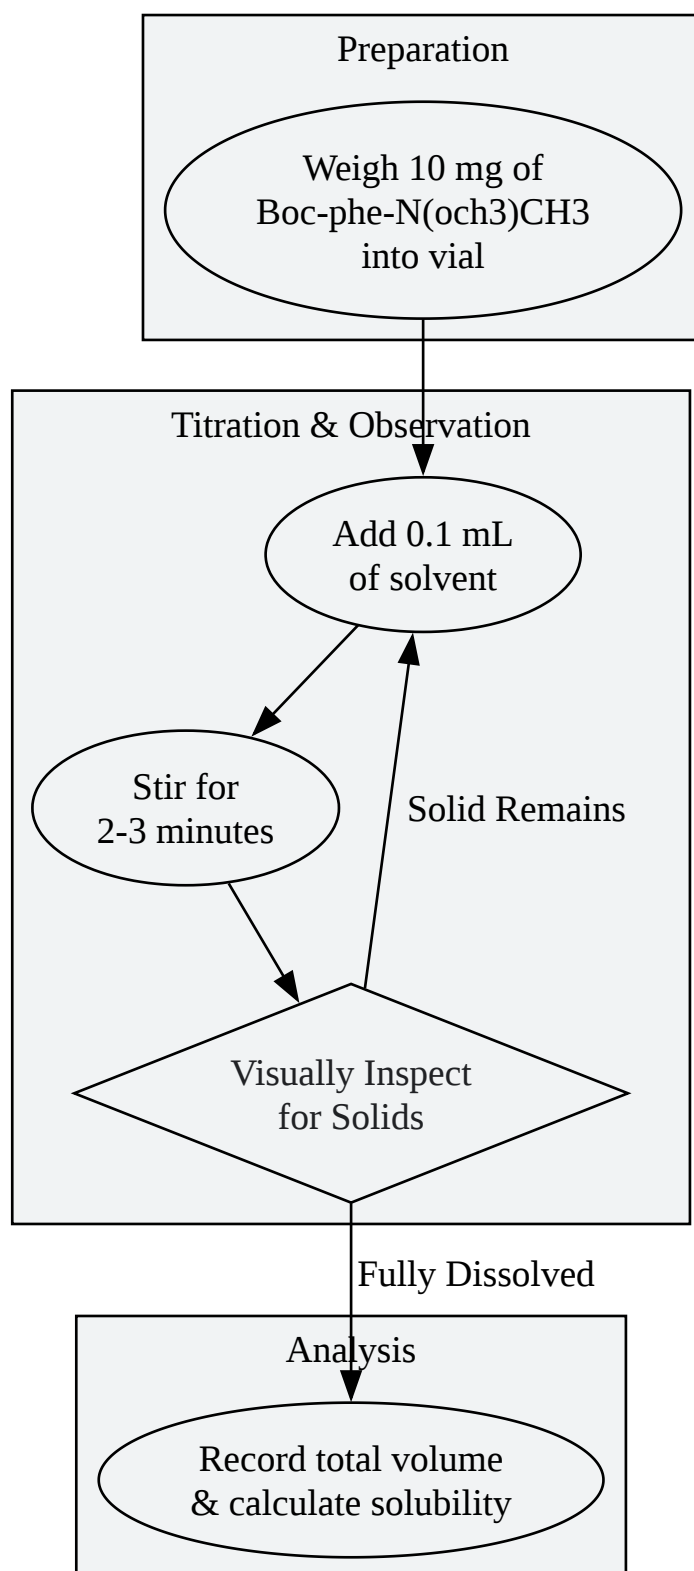 Preparation
Weigh 10 mg of
Boc-phe-N(och3)CH3
into vial
Titration & Observation
Add 0.1 mL
of solvent
Stir for
2-3 minutes
Solid Remains
Visually Inspect
for Solids
Fully Dissolved
Analysis
Record total volume
& calculate solubility